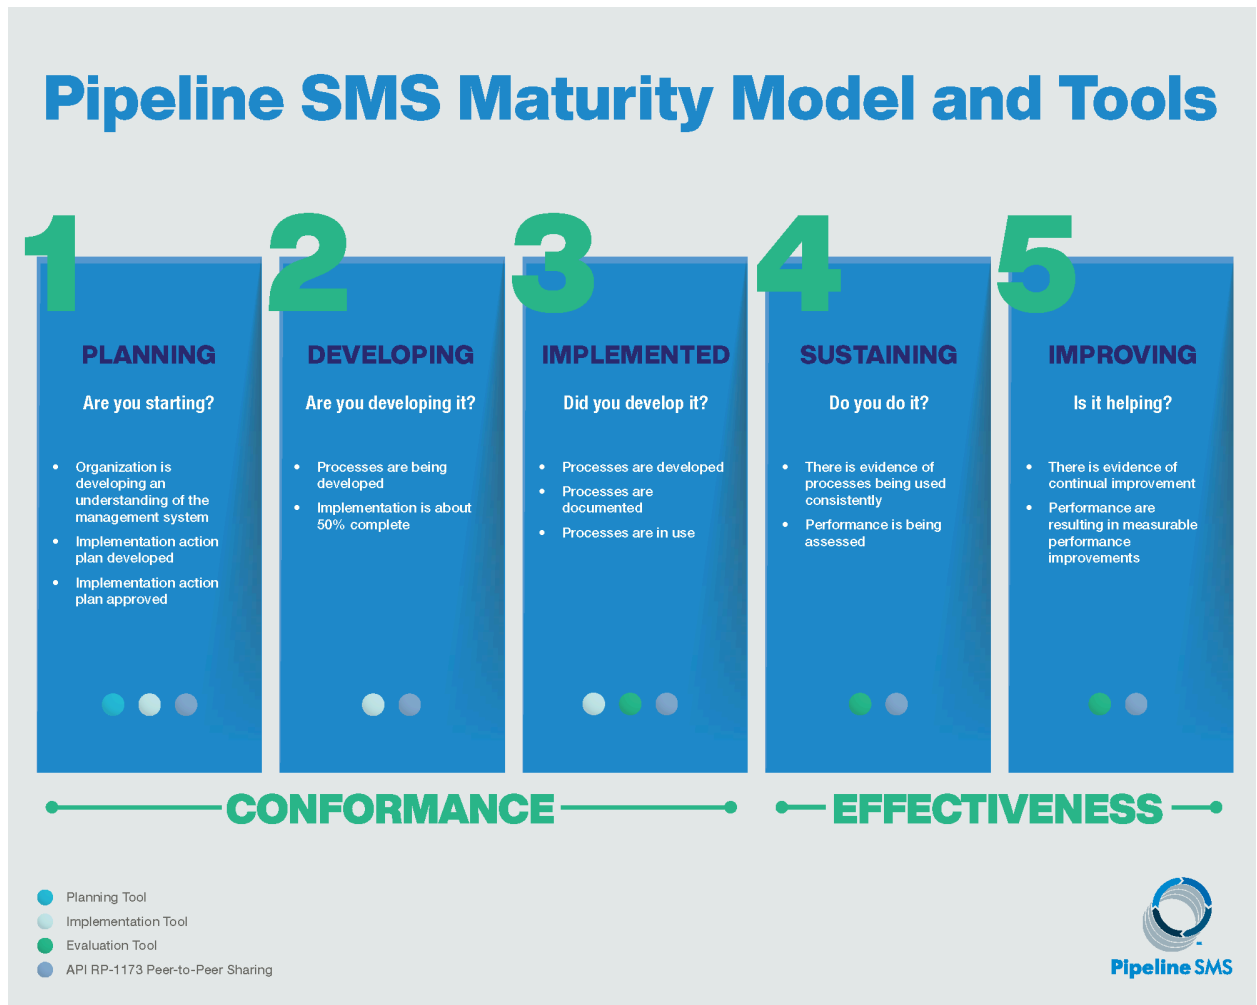 Pipeline SMS Maturity Model and Tools
1
PLANNING
Are you starting?
• Organization is
developing an
understanding of the
management system
• Implementation action
plan developed
• Implementation action
plan approved
2
DEVELOPING
Are you developing it?
• Processes are being
developed
• Implementation is about
50% complete
3
IMPLEMENTED
Did you develop it?
• Processes are developed
• Processes are
documented
• Processes are in use
4
SUSTAINING
Do you do it?
• There is evidence of
processes being used
consistently
• Performance is being
assessed
5
IMPROVING
Is it helping?
• There is evidence of
continual improvement
• Performance are
resulting in measurable
performance
improvements
CONFORMANCE
EFFECTIVENESS
Planning Tool
Implementation Tool
Evaluation Tool
API RP-1173 Peer-to-Peer Sharing
Pipeline SMS